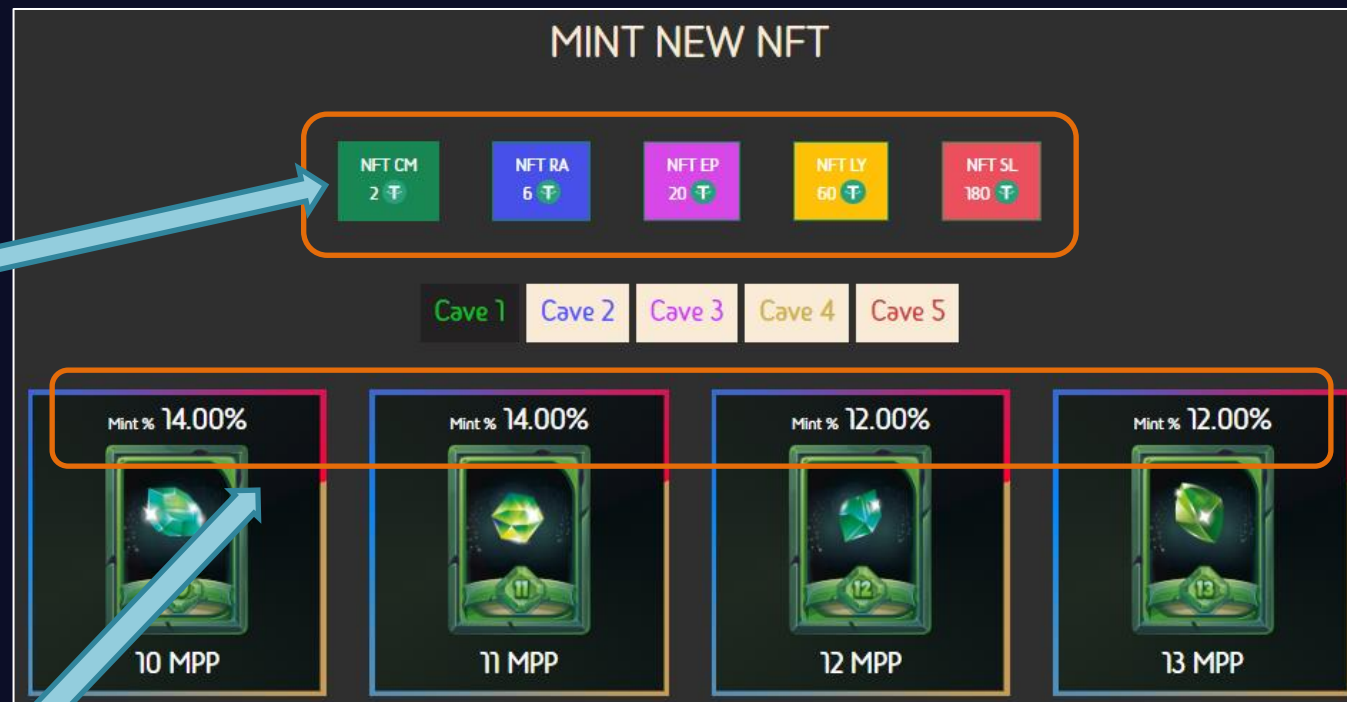 MINT NEW NFT
NFT CM
2
NFT RA
6
NFT EP
20
NFT LY
60
NFT SL
180
Cave 1
Cave 2
Cave 3
Cave 4
Cave 5
Mint % 14.00%
Mint % 14.00%
Mint % 12.00%
Mint % 12.00%
11
12
13
10 MPP
11 MPP
12 MPP
13 MPP